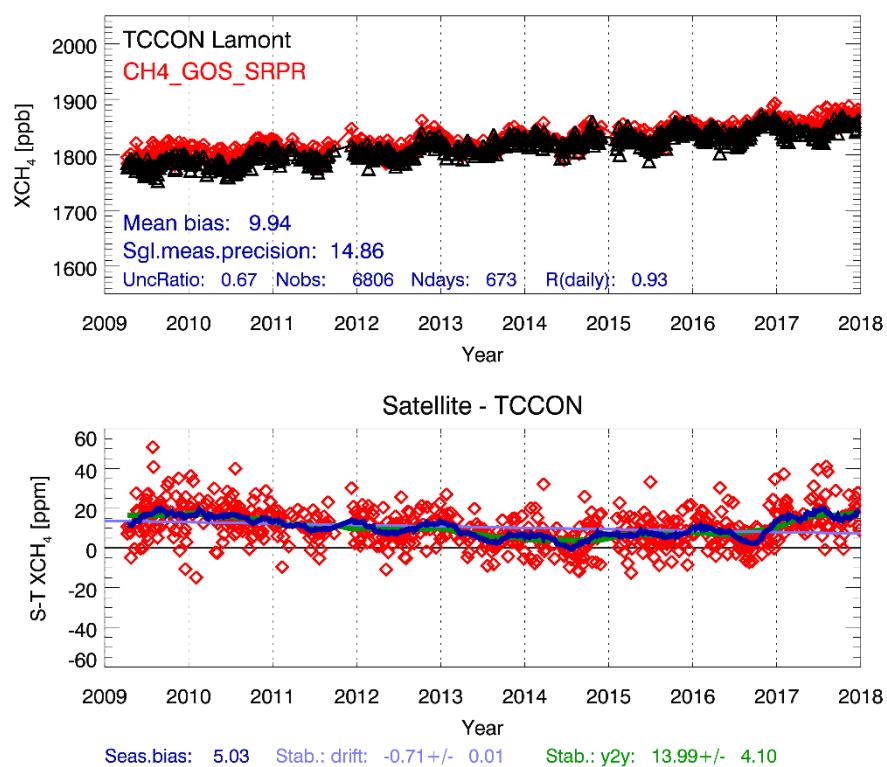 TCCON Lamont
CH4_GOS_SRPR
2000
1900
1800
1700
1600
XCH4 [ppb]
Mean bias: 9.94
Sgl.meas.precision: 14.86
UncRatio: 0.67 Nobs: 6806 Ndays: 673 R(daily): 0.93
2009 2010 2011 2012 2013 2014 2015 2016 2017 2018
Year
Satellite - TCCON
60
40
20
0
-20
-40
-60
S-T XCH4 [ppm]
2009 2010 2011 2012 2013 2014 2015 2016 2017 2018
Year
Seas.bias: 5.03 Stab.: drift: -0.71+/- 0.01 Stab.: y2y: 13.99+/- 4.10